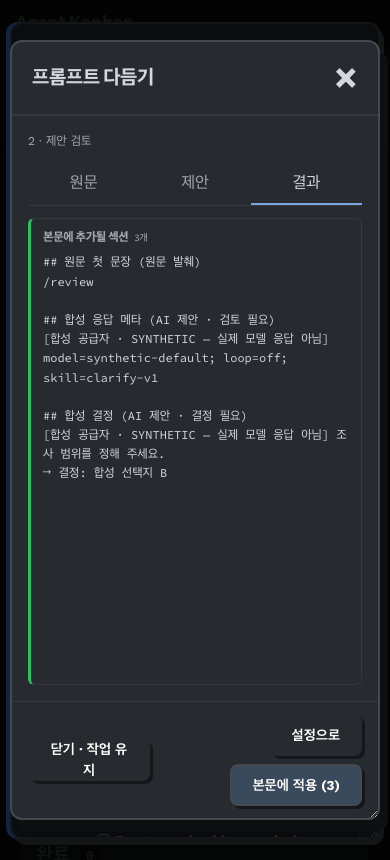 Agent Kanban
프롬프트 다듬기
2 · 제안 검토
원문
제안
결과
본문에 추가될 섹션 3개
## 원문 첫 문장 (원문 발췌)
/review
## 합성 응답 메타 (AI 제안 · 검토 필요)
[합성 공급자 · SYNTHETIC — 실제 모델 응답 아님]
model=synthetic-default; loop=off;
skill=clarify-v1
## 합성 결정 (AI 제안 · 결정 필요)
[합성 공급자 · SYNTHETIC — 실제 모델 응답 아님] 조
사 범위를 정해 주세요.
→ 결정: 합성 선택지 B
닫기 · 작업 유
지
설정으로
본문에 적용 (3)
완료